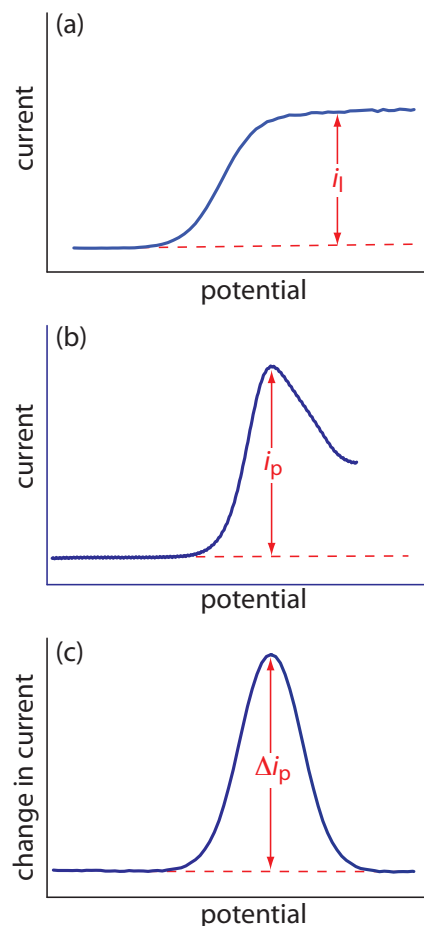 (a)
current
i_l
potential
(b)
current
i_p
potential
(c)
change in current
Δi_p
potential